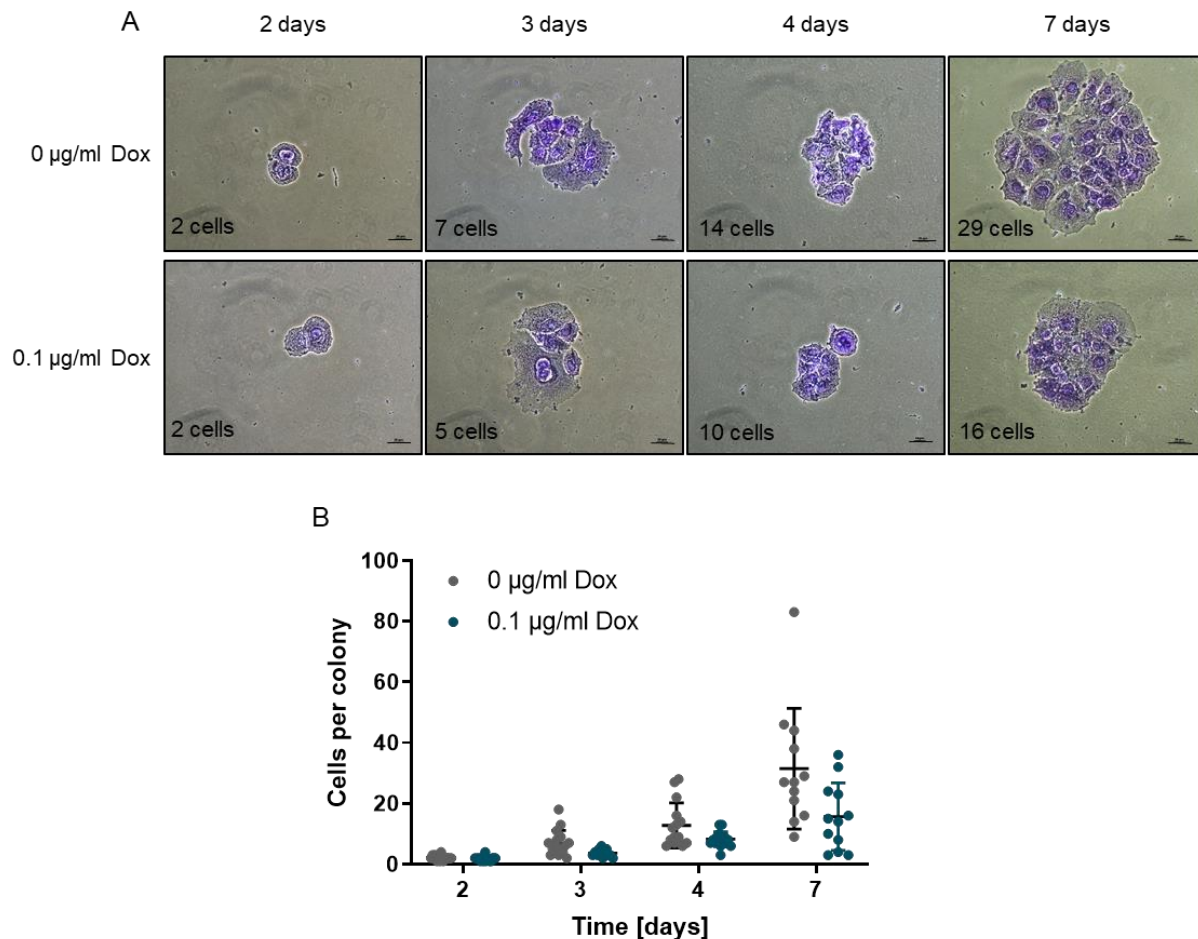 A
2 days 3 days 4 days 7 days
0 µg/ml Dox
2 cells 7 cells 14 cells 29 cells
0.1 µg/ml Dox
2 cells 5 cells 10 cells 16 cells
B
100
80
60
40
20
0
0 µg/ml Dox
0.1 µg/ml Dox
Cells per colony
2 3 4 7
Time [days]